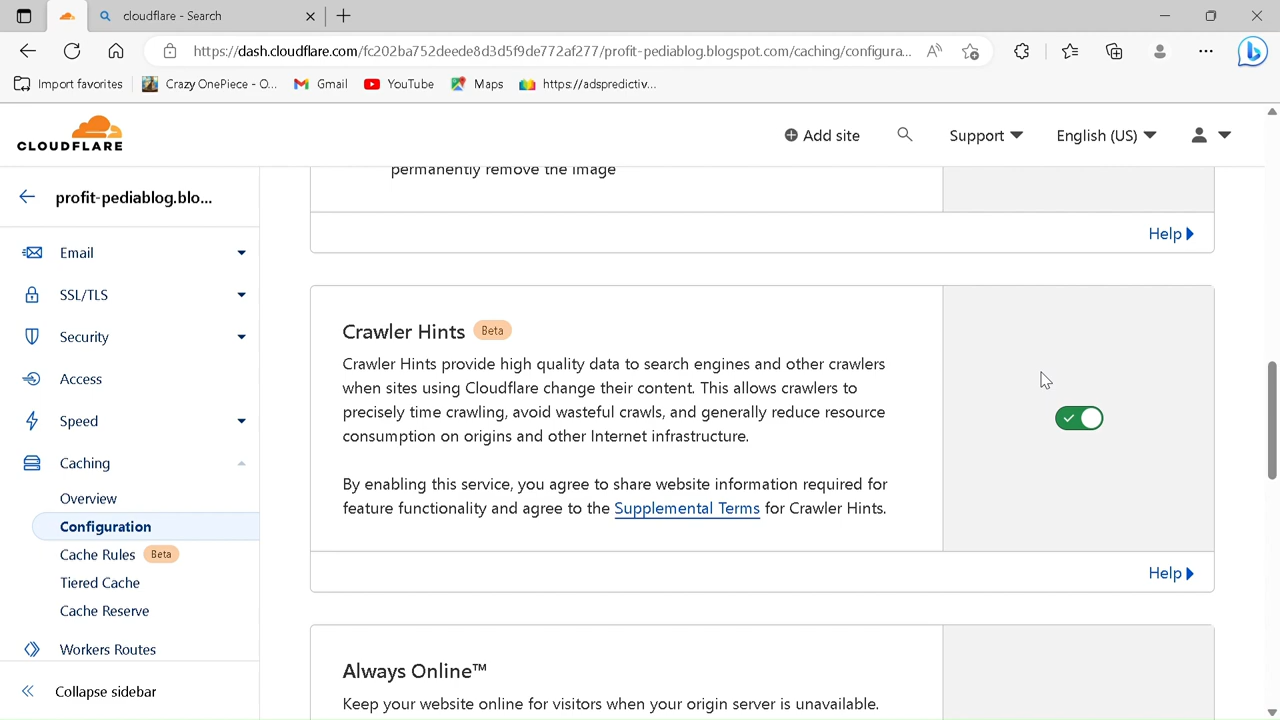 cloudflare - Search
https://dash.cloudflare.com/fc202ba752deede8d3d5f9de772af277/profit-pediablog.blogspot.com/caching/configura...
Import favorites
Crazy OnePiece - O...
Gmail
YouTube
Maps
https://adspredictiv...
CLOUDFLARE
Add site
Support
English (US)
profit-pediablog.blo...
Email
SSL/TLS
Security
Access
Speed
Caching
Overview
Configuration
Cache Rules Beta
Tiered Cache
Cache Reserve
Workers Routes
Collapse sidebar
permanently remove the image
Help
Crawler Hints Beta
Crawler Hints provide high quality data to search engines and other crawlers
when sites using Cloudflare change their content. This allows crawlers to
precisely time crawling, avoid wasteful crawls, and generally reduce resource
consumption on origins and other Internet infrastructure.
By enabling this service, you agree to share website information required for
feature functionality and agree to the Supplemental Terms for Crawler Hints.
Help
Always Online™
Keep your website online for visitors when your origin server is unavailable.